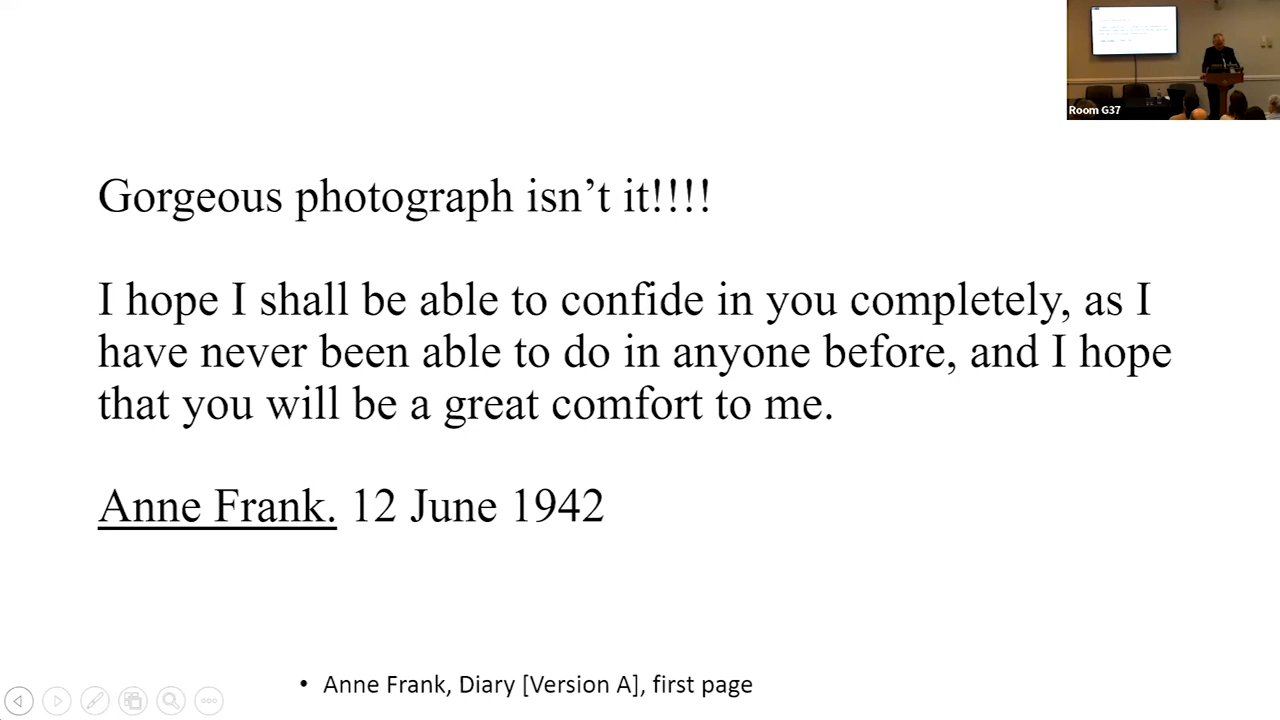 Room G37
Gorgeous photograph isn’t it!!!!
I hope I shall be able to confide in you completely, as I
have never been able to do in anyone before, and I hope
that you will be a great comfort to me.
Anne Frank. 12 June 1942
• Anne Frank, Diary [Version A], first page